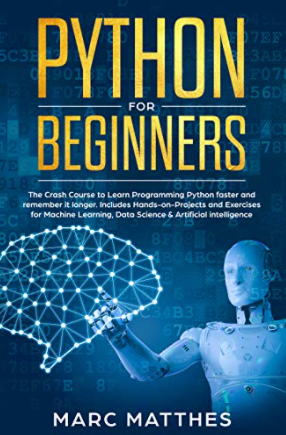 PYTHON
FOR
BEGINNERS
The Crash Course to Learn Programming Python faster and
remember it longer. Includes Hands-on-Projects and Exercises
for Machine Learning, Data Science & Artificial Intelligence
MARC MATTHES